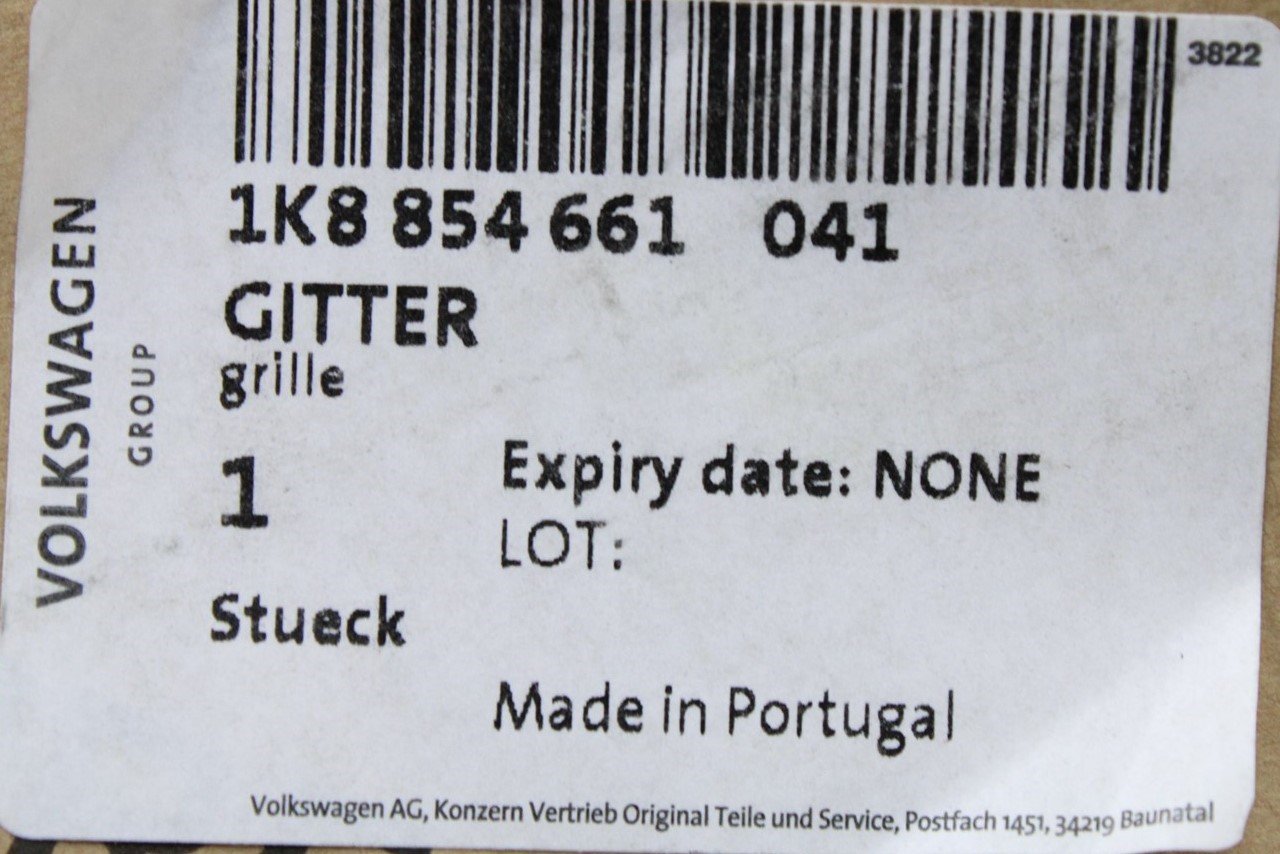 3822
1K8 854 661 041
GITTER
grille
1
Expiry date: NONE
LOT:
Stueck
Made in Portugal
Volkswagen AG, Konzern Vertrieb Original Teile und Service, Postfach 1451, 34219 Baunatal
VOLKSWAGEN
GROUP